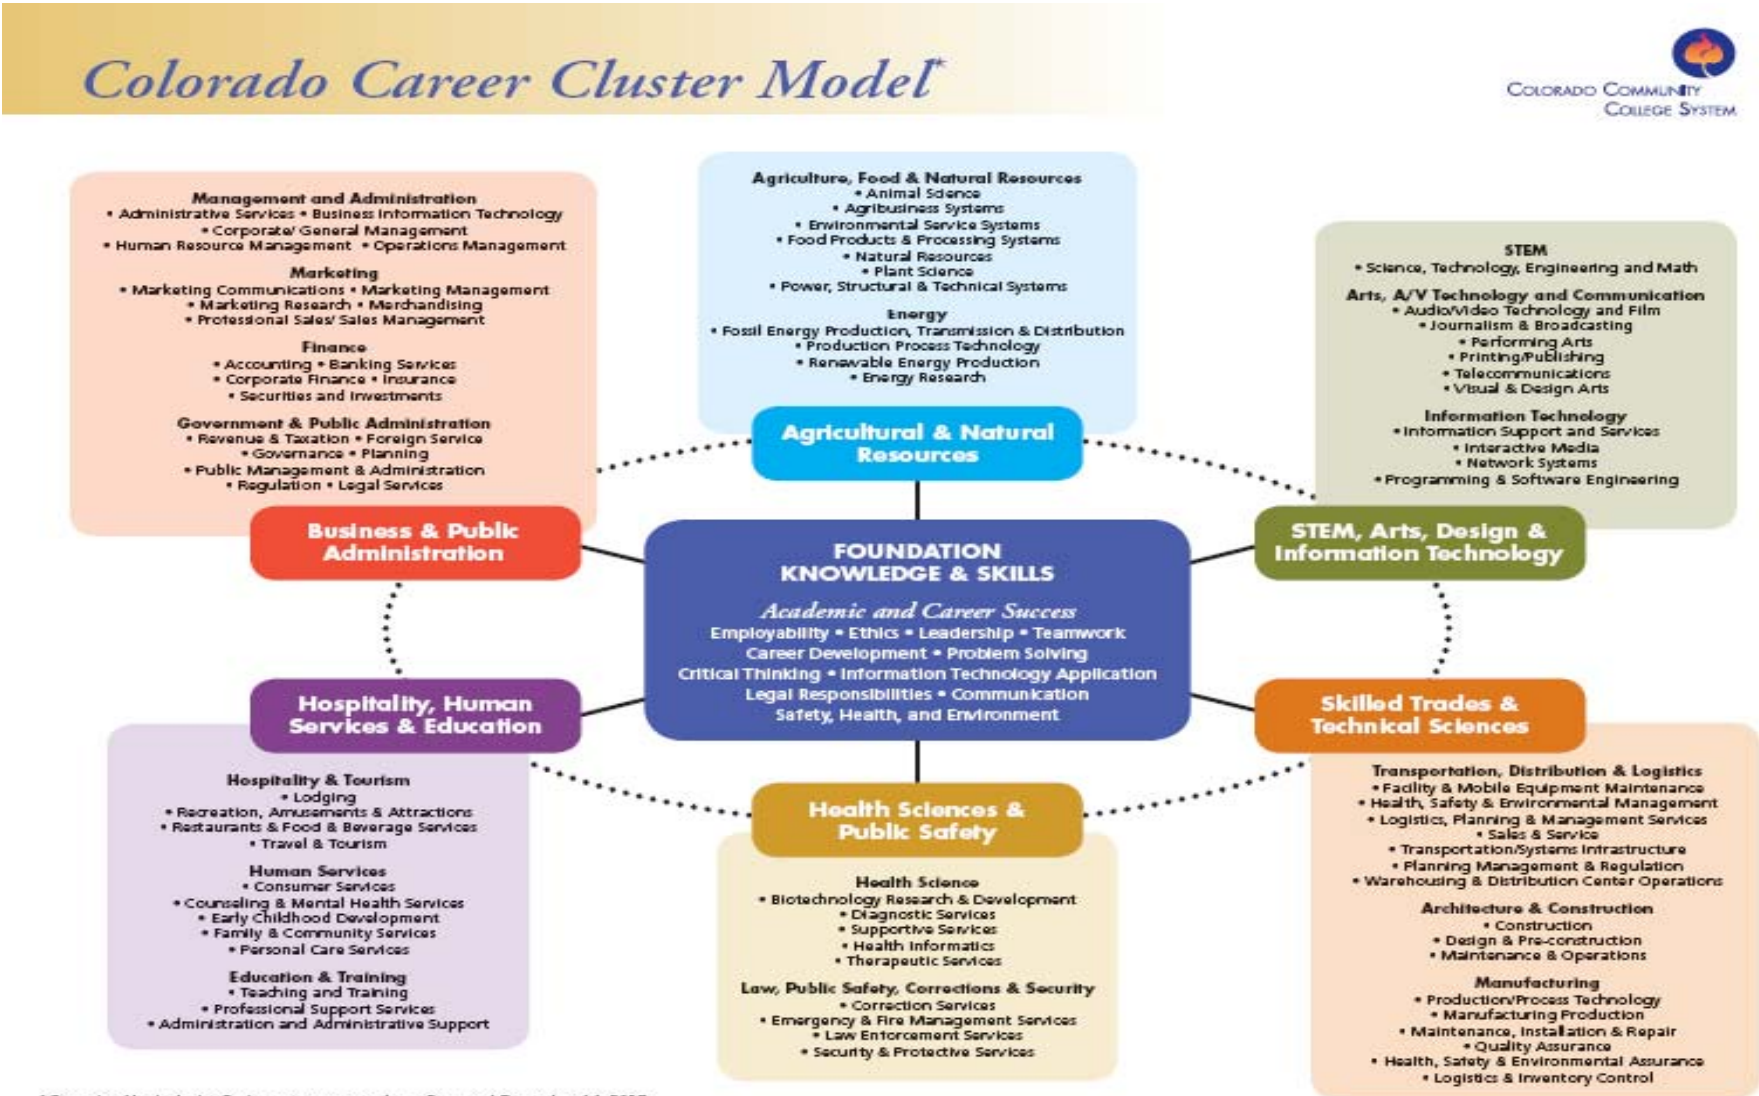 Colorado Career Cluster Model*
COLORADO COMMUNITY
COLLEGE SYSTEM
Management and Administration
• Administrative Services • Business Information Technology
• Corporate/ General Management
• Human Resource Management • Operations Management
Marketing
• Marketing Communications • Marketing Management
• Marketing Research • Merchandising
• Professional Sales/ Sales Management
Finance
• Accounting • Banking Services
• Corporate Finance • Insurance
• Securities and Investments
Government & Public Administration
• Revenue & Taxation • Foreign Service
• Governance • Planning
• Public Management & Administration
• Regulation • Legal Services
Business & Public
Administration
Agriculture, Food & Natural Resources
• Animal Science
• Agribusiness Systems
• Environmental Service Systems
• Food Products & Processing Systems
• Natural Resources
• Plant Science
• Power, Structural & Technical Systems
Energy
• Fossil Energy Production, Transmission & Distribution
• Production Process Technology
• Renewable Energy Production
• Energy Research
Agricultural & Natural
Resources
STEM
• Science, Technology, Engineering and Math
Arts, A/V Technology and Communication
• Audio/Video Technology and Film
• Journalism & Broadcasting
• Performing Arts
• Printing/Publishing
• Telecommunications
• Visual & Design Arts
Information Technology
• Information Support and Services
• Interactive Media
• Network Systems
• Programming & Software Engineering
STEM, Arts, Design &
Information Technology
FOUNDATION
KNOWLEDGE & SKILLS
Academic and Career Success
Employability • Ethics • Leadership • Teamwork
Career Development • Problem Solving
Critical Thinking • Information Technology Application
Legal Responsibilities • Communication
Safety, Health, and Environment
Hospitality, Human
Services & Education
Hospitality & Tourism
• Lodging
• Recreation, Amusements & Attractions
• Restaurants & Food & Beverage Services
• Travel & Tourism
Human Services
• Consumer Services
• Counseling & Mental Health Services
• Early Childhood Development
• Family & Community Services
• Personal Care Services
Education & Training
• Teaching and Training
• Professional Support Services
• Administration and Administrative Support
Health Sciences &
Public Safety
Health Science
• Biotechnology Research & Development
• Diagnostic Services
• Supportive Services
• Health Informatics
• Therapeutic Services
Law, Public Safety, Corrections & Security
• Correction Services
• Emergency & Fire Management Services
• Law Enforcement Services
• Security & Protective Services
Skilled Trades &
Technical Sciences
Transportation, Distribution & Logistics
• Facility & Mobile Equipment Maintenance
• Health, Safety & Environmental Management
• Logistics, Planning & Management Services
• Sales & Service
• Transportation/Systems Infrastructure
• Planning Management & Regulation
• Warehousing & Distribution Center Operations
Architecture & Construction
• Construction
• Design & Pre-construction
• Maintenance & Operations
Manufacturing
• Production/Process Technology
• Manufacturing Production
• Maintenance, Installation & Repair
• Quality Assurance
• Health, Safety & Environmental Assurance
• Logistics & Inventory Control